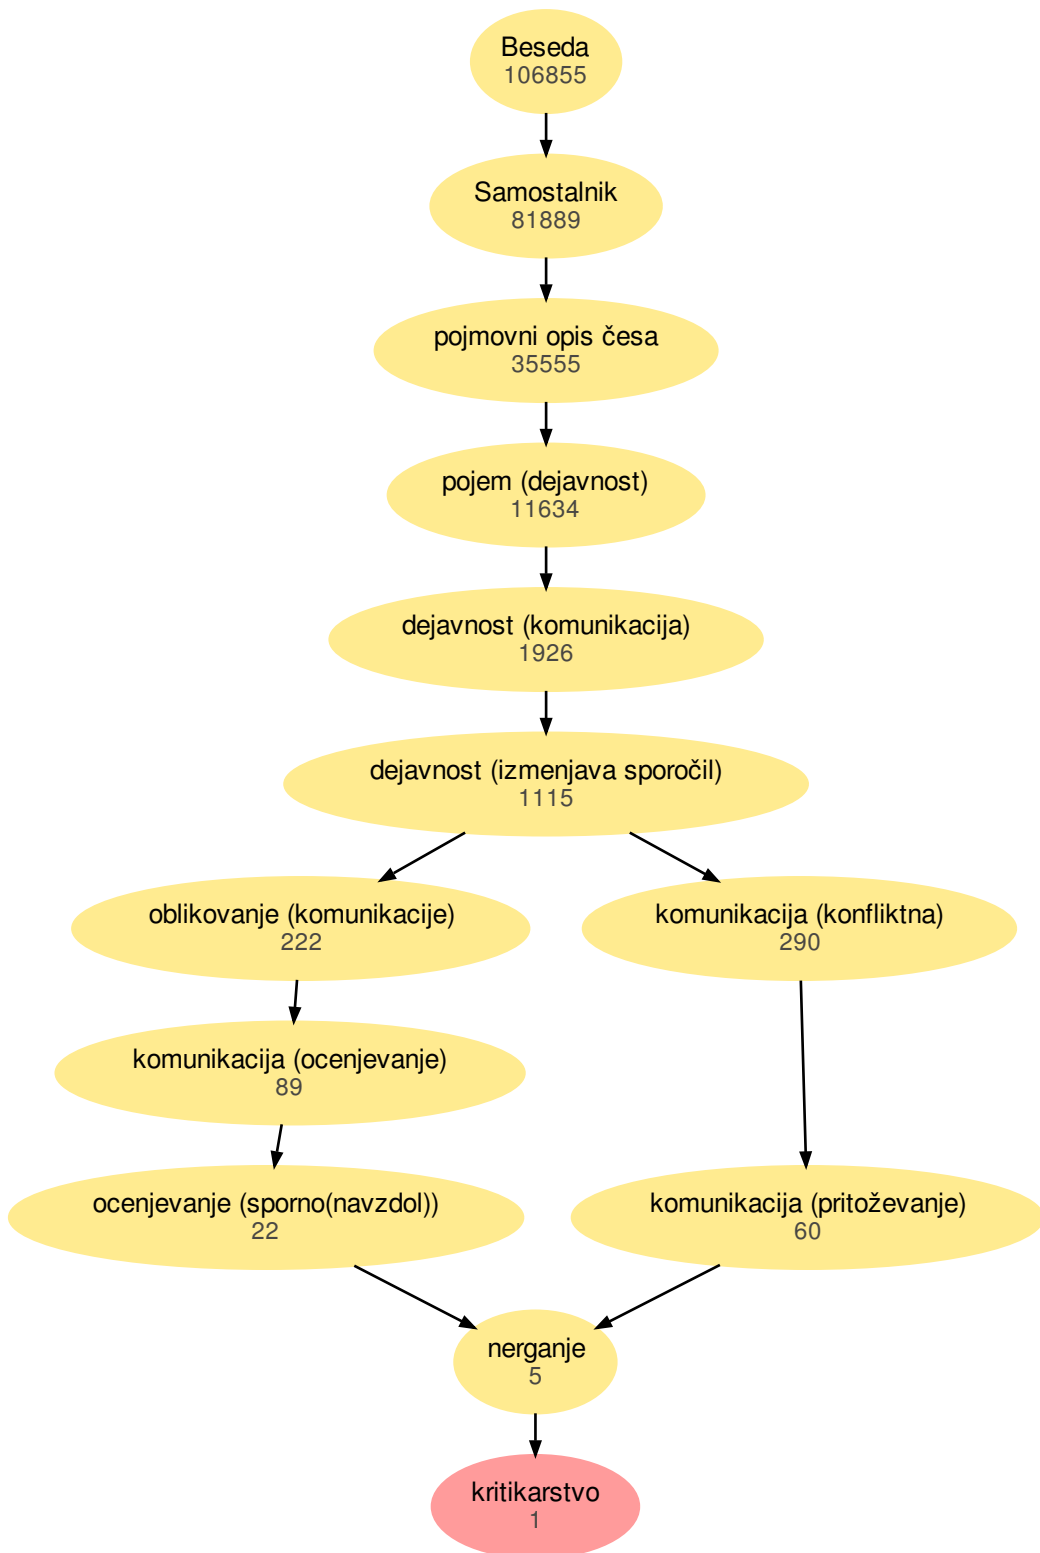 Beseda
106855
Samostalnik
81889
pojmovni opis česa
35555
pojem (dejavnost)
11634
dejavnost (komunikacija)
1926
dejavnost (izmenjava sporočil)
1115
oblikovanje (komunikacije)
222
komunikacija (konfliktna)
290
komunikacija (ocenjevanje)
89
ocenjevanje (sporno(navzdol))
22
komunikacija (pritoževanje)
60
nerganje
5
kritikarstvo
1